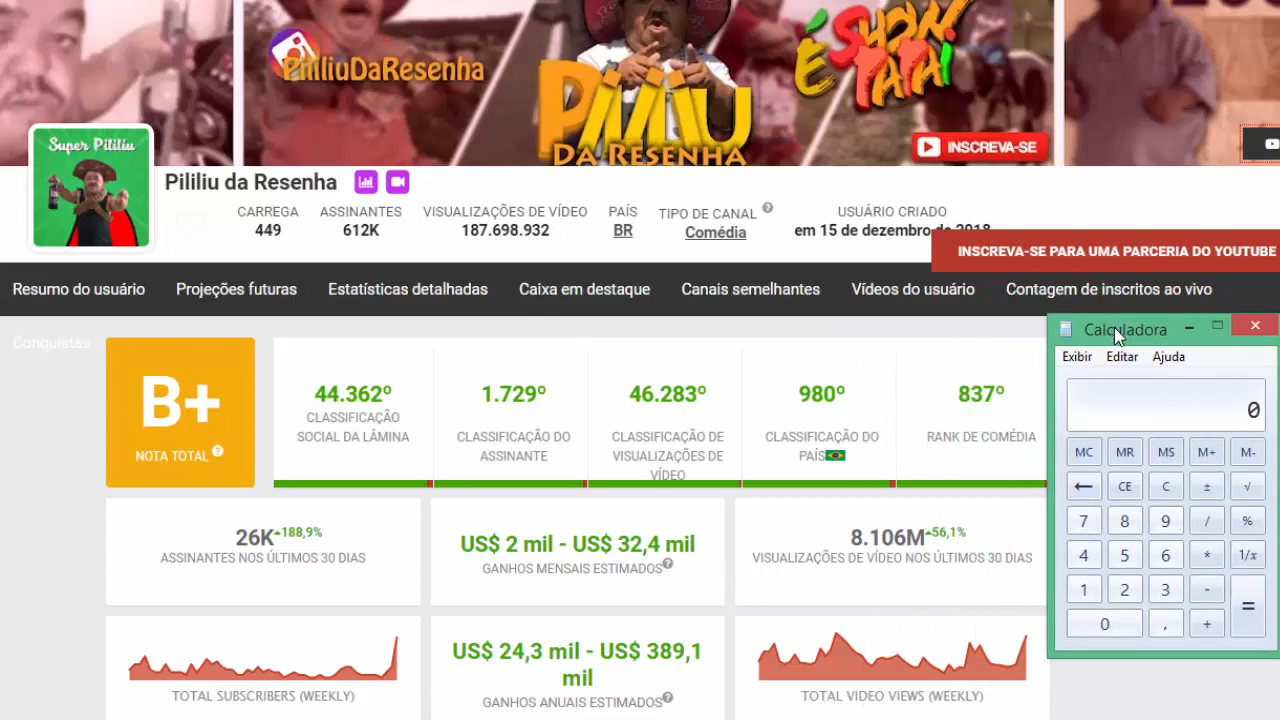 PililiuDaResenha
É SHOW
PAPAI
PiliiU
DA RESENHA
INSCREVA-SE
Super Pililiu
Pililiu da Resenha
CARREGA
449
ASSINANTES
612K
VISUALIZAÇÕES DE VÍDEO
187.698.932
PAÍS
BR
TIPO DE CANAL ?
Comédia
USUÁRIO CRIADO
em 15 de dezembro de 2018
INSCREVA-SE PARA UMA PARCERIA DO YOUTUBE
Resumo do usuário Projeções futuras Estatísticas detalhadas Caixa em destaque Canais semelhantes Vídeos do usuário Contagem de inscritos ao vivo
Conquistas
B+
NOTA TOTAL ?
44.362º
CLASSIFICAÇÃO
SOCIAL DA LÂMINA
1.729º
CLASSIFICAÇÃO DO
ASSINANTE
46.283º
CLASSIFICAÇÃO DE
VISUALIZAÇÕES DE
VÍDEO
980º
CLASSIFICAÇÃO DO
PAÍS
837º
RANK DE COMÉDIA
26K 188,9%
ASSINANTES NOS ÚLTIMOS 30 DIAS
US$ 2 mil - US$ 32,4 mil
GANHOS MENSAIS ESTIMADOS ?
8.106M 56,1%
VISUALIZAÇÕES DE VÍDEO NOS ÚLTIMOS 30 DIAS
TOTAL SUBSCRIBERS (WEEKLY)
US$ 24,3 mil - US$ 389,1
mil
GANHOS ANUAIS ESTIMADOS ?
TOTAL VIDEO VIEWS (WEEKLY)
Calculadora
Exibir Editar Ajuda
0
MC MR MS M+ M-
← CE C ± √
7 8 9 / %
4 5 6 * 1/x
1 2 3 - =
0 , +